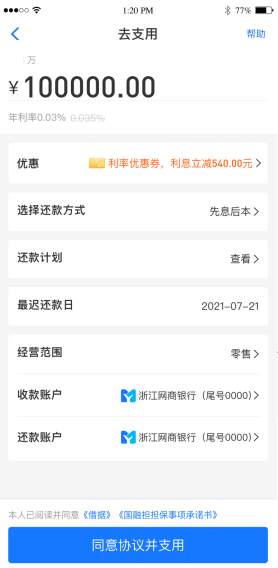 1:20 PM 77%
去支用 帮助
万
¥ 100000.00
年利率0.03% 0.035%
优惠 利率优惠券，利息立减540.00元
选择还款方式 先息后本
还款计划 查看
最迟还款日 2021-07-21
经营范围 零售
收款账户 浙江网商银行（尾号0000）
还款账户 浙江网商银行（尾号0000）
本人已阅读并同意《借据》《国融担担保事项承诺书》
同意协议并支用